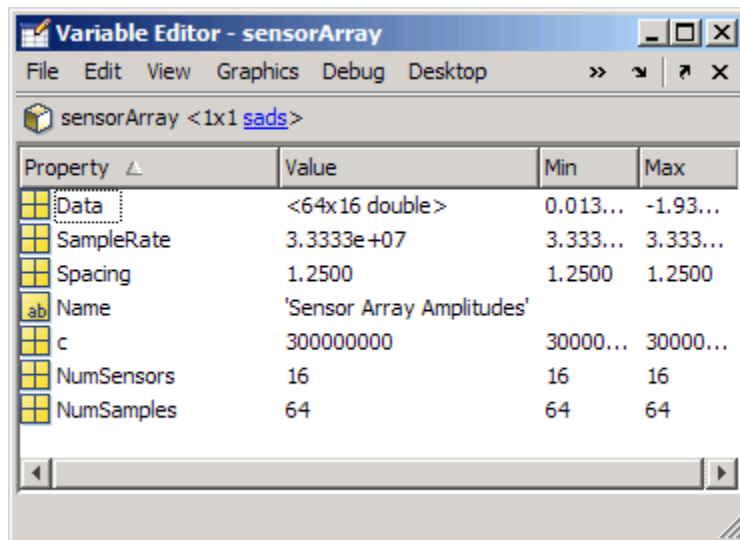 Variable Editor - sensorArray
File Edit View Graphics Debug Desktop
sensorArray <1x1 sads>
Property Value Min Max
Data <64x16 double> 0.013... -1.93...
SampleRate 3.3333e+07 3.333... 3.333...
Spacing 1.2500 1.2500 1.2500
ab Name 'Sensor Array Amplitudes'
c 300000000 30000... 30000...
NumSensors 16 16 16
NumSamples 64 64 64